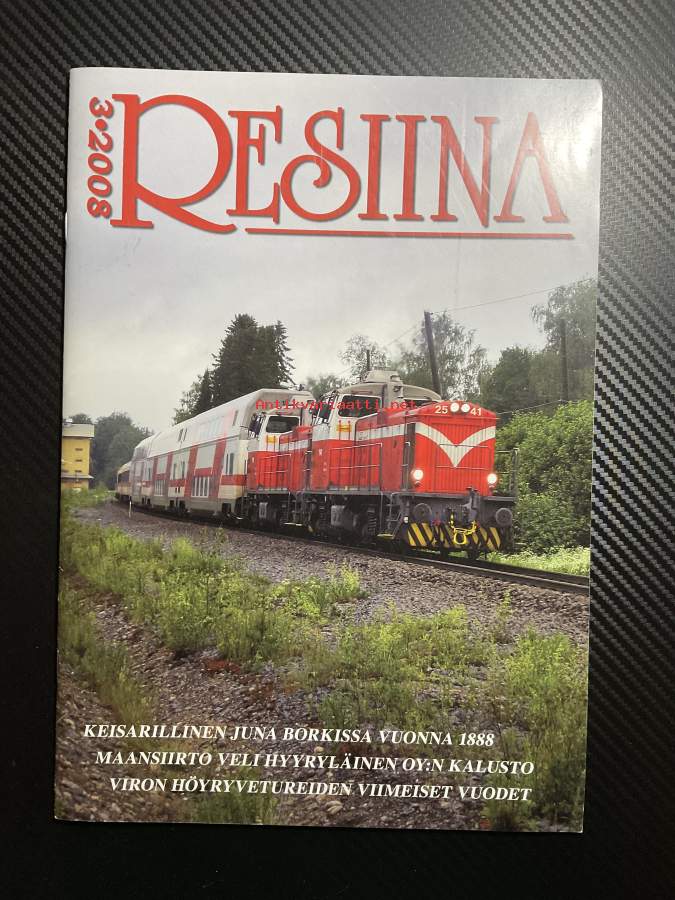 3•2008
RESIINA
Antikvariaatti.net
25 41
KEISARILLINEN JUNA BORKISSA VUONNA 1888
MAANSIIRTO VELI HYYRYLÄINEN OY:N KALUSTO
VIRON HÖYRYVETUREIDEN VIIMEISET VUODET